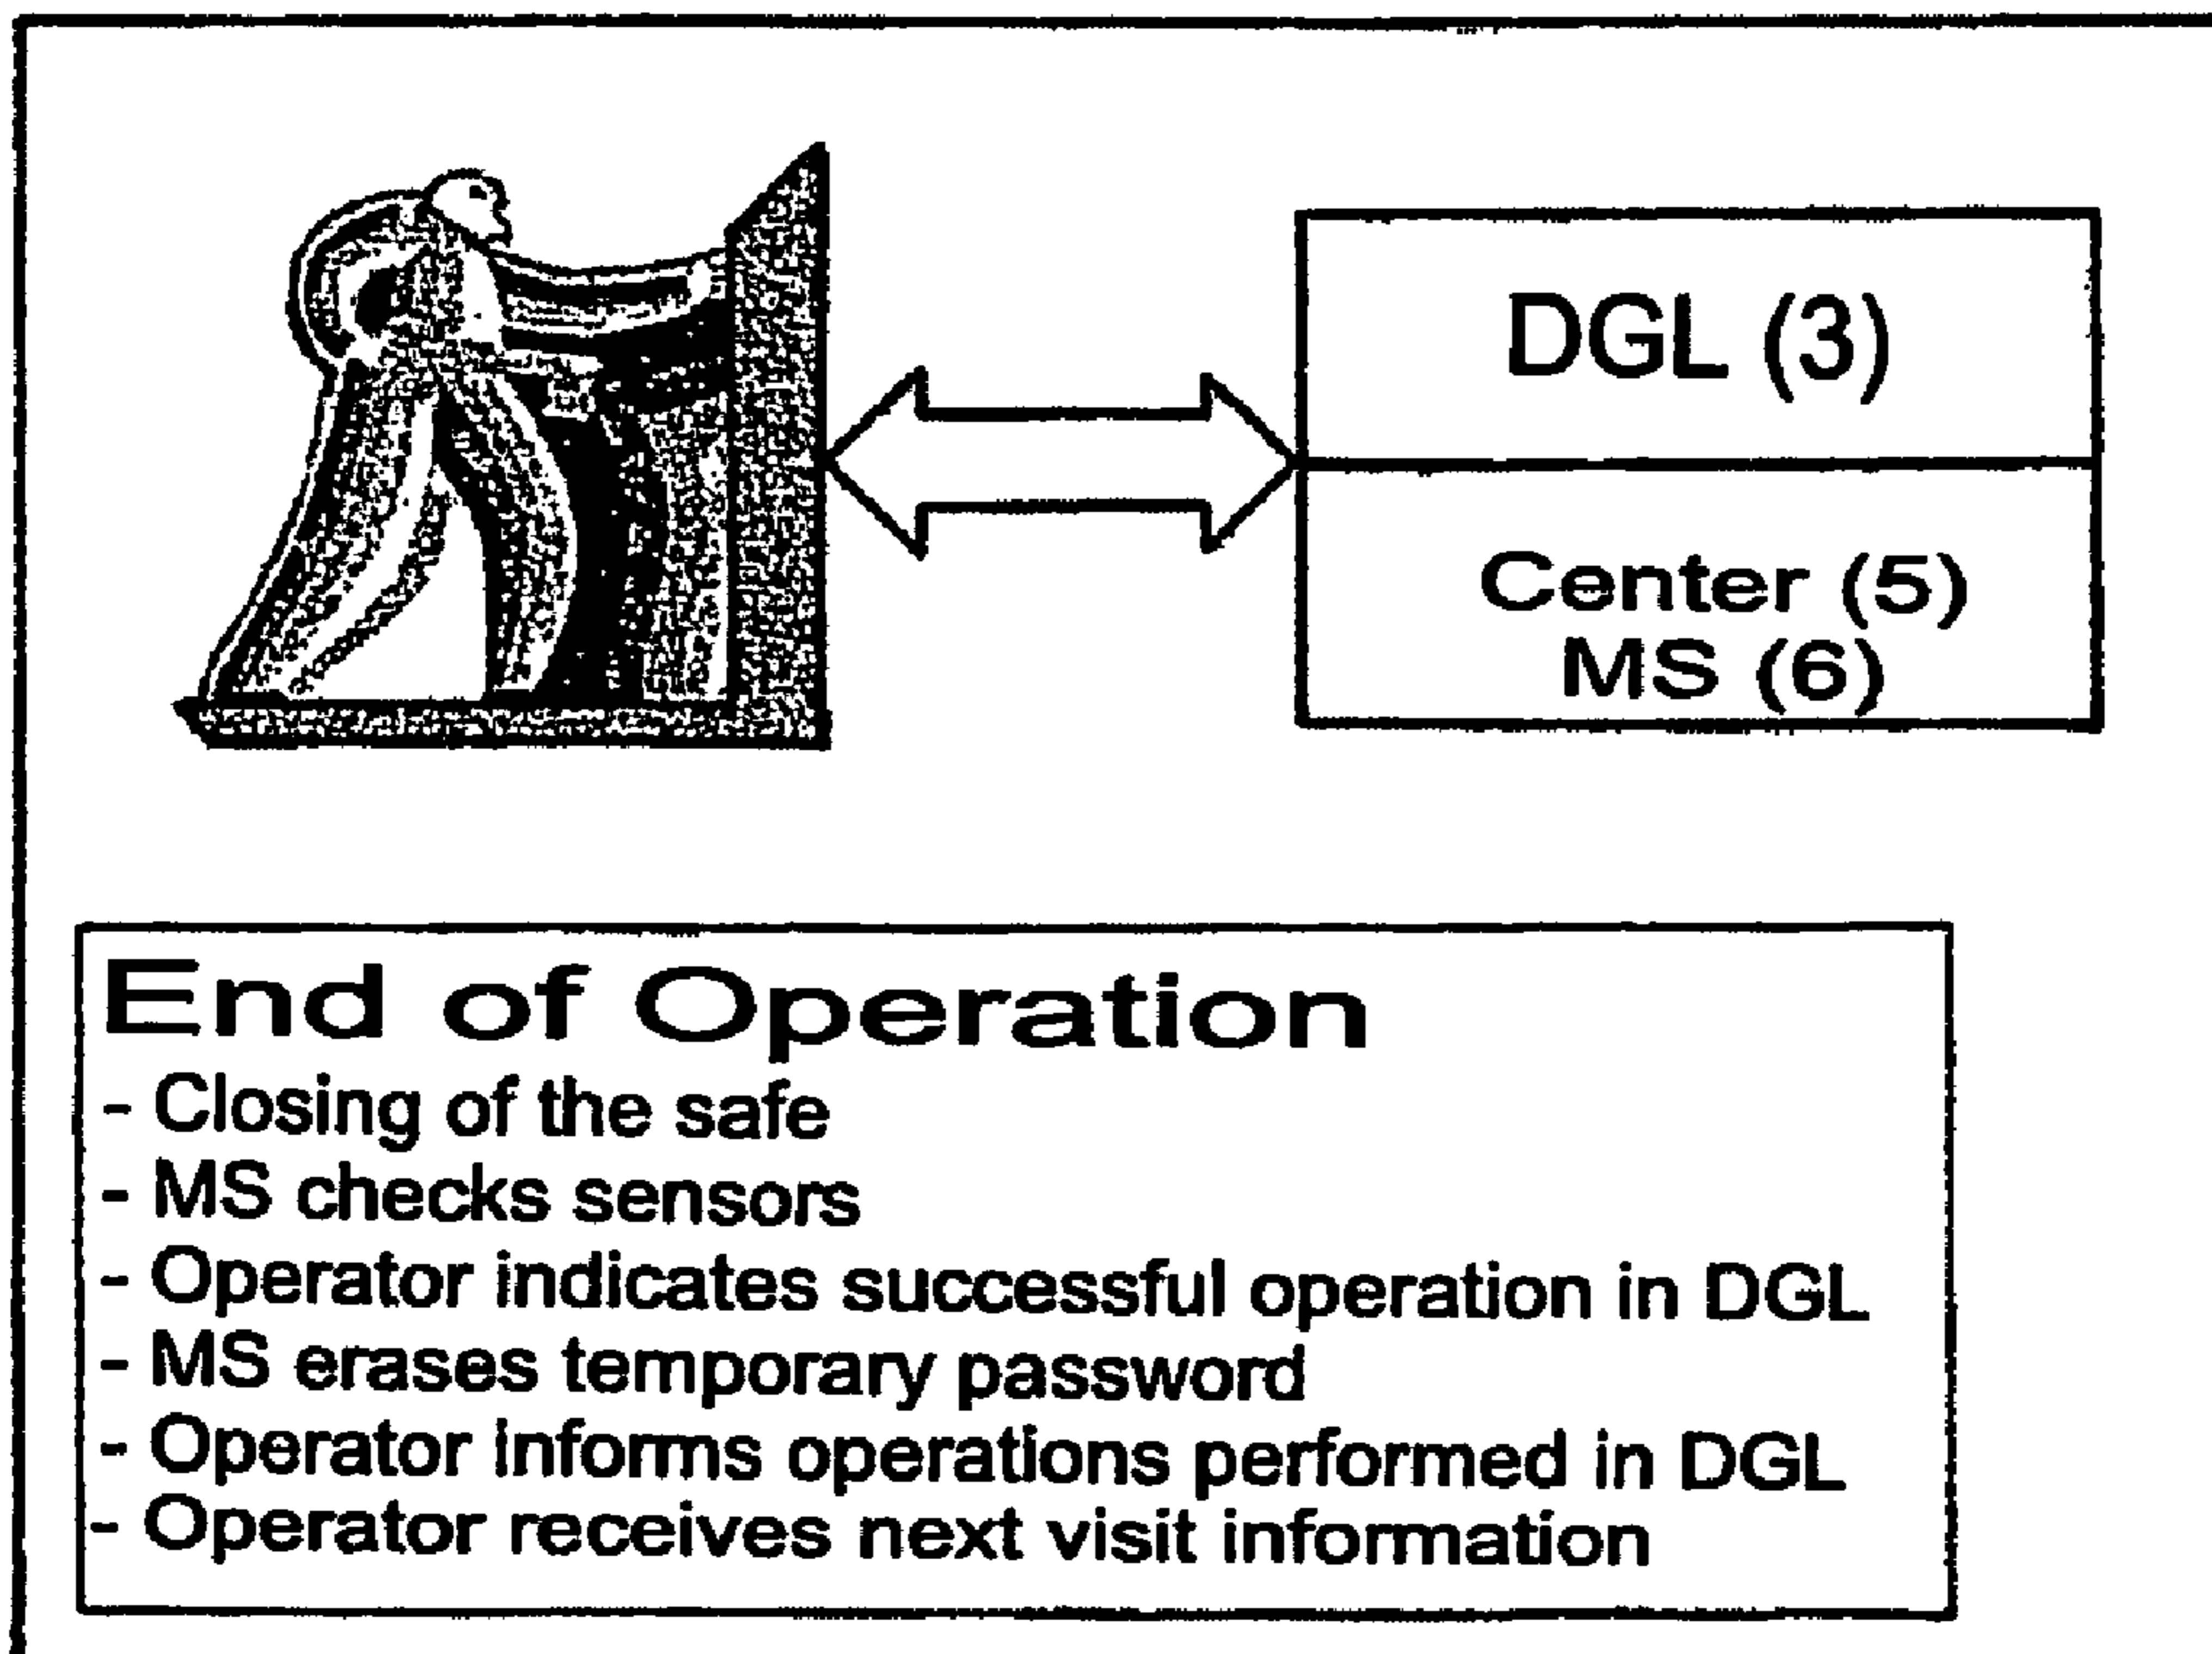 DGL (3)
Center (5)
MS (6)
End of Operation
- Closing of the safe
- MS checks sensors
- Operator indicates successful operation in DGL
- MS erases temporary password
- Operator informs operations performed in DGL
- Operator receives next visit information